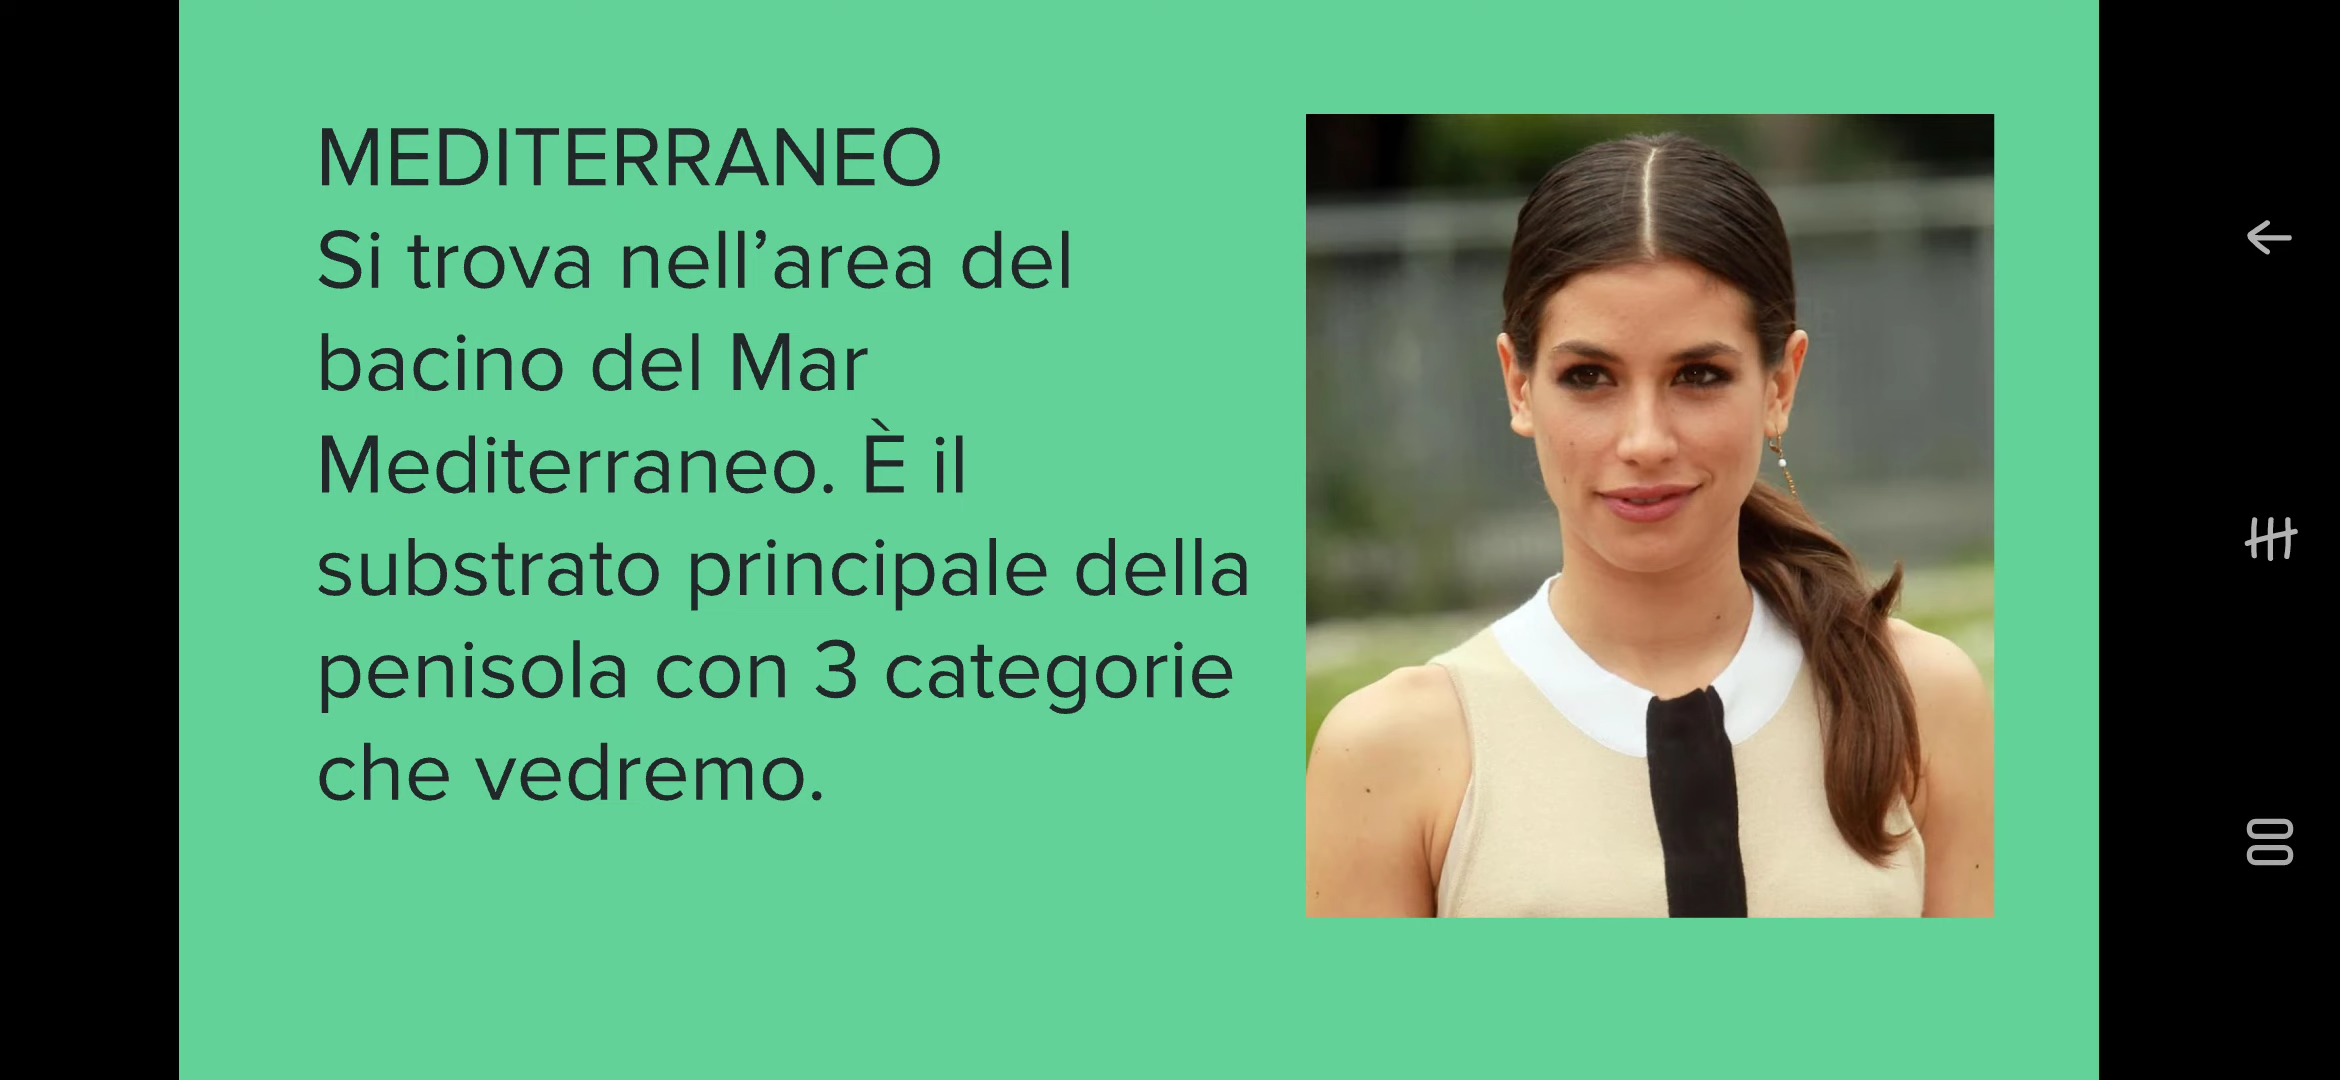 MEDITERRANEO
Si trova nell’area del
bacino del Mar
Mediterraneo. È il
substrato principale della
penisola con 3 categorie
che vedremo.